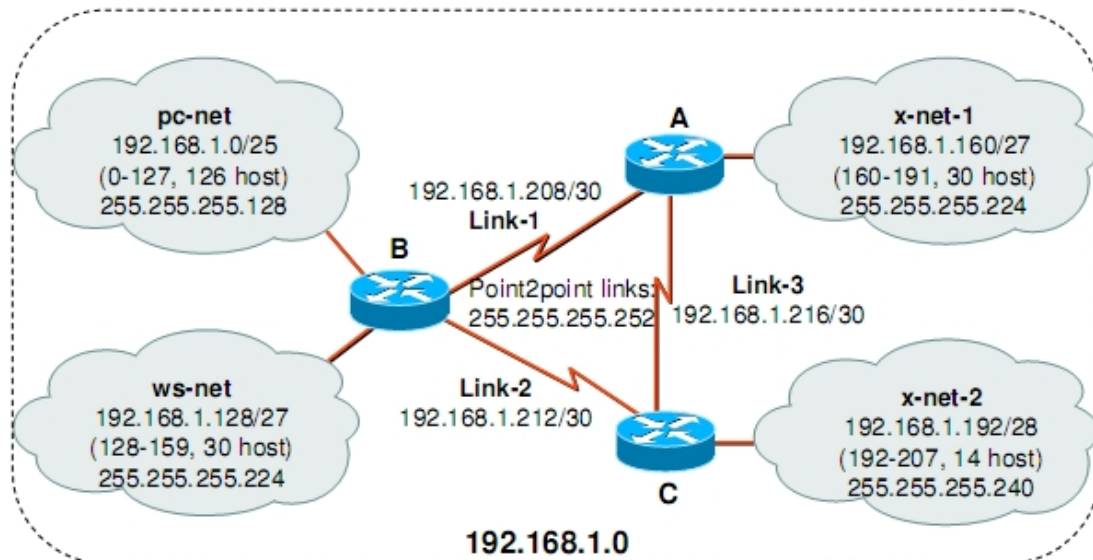 pc-net
192.168.1.0/25
(0-127, 126 host)
255.255.255.128
A
x-net-1
192.168.1.160/27
(160-191, 30 host)
255.255.255.224
192.168.1.208/30
Link-1
B
Point2point links:
255.255.255.252
Link-3
192.168.1.216/30
ws-net
192.168.1.128/27
(128-159, 30 host)
255.255.255.224
Link-2
192.168.1.212/30
C
x-net-2
192.168.1.192/28
(192-207, 14 host)
255.255.255.240
192.168.1.0